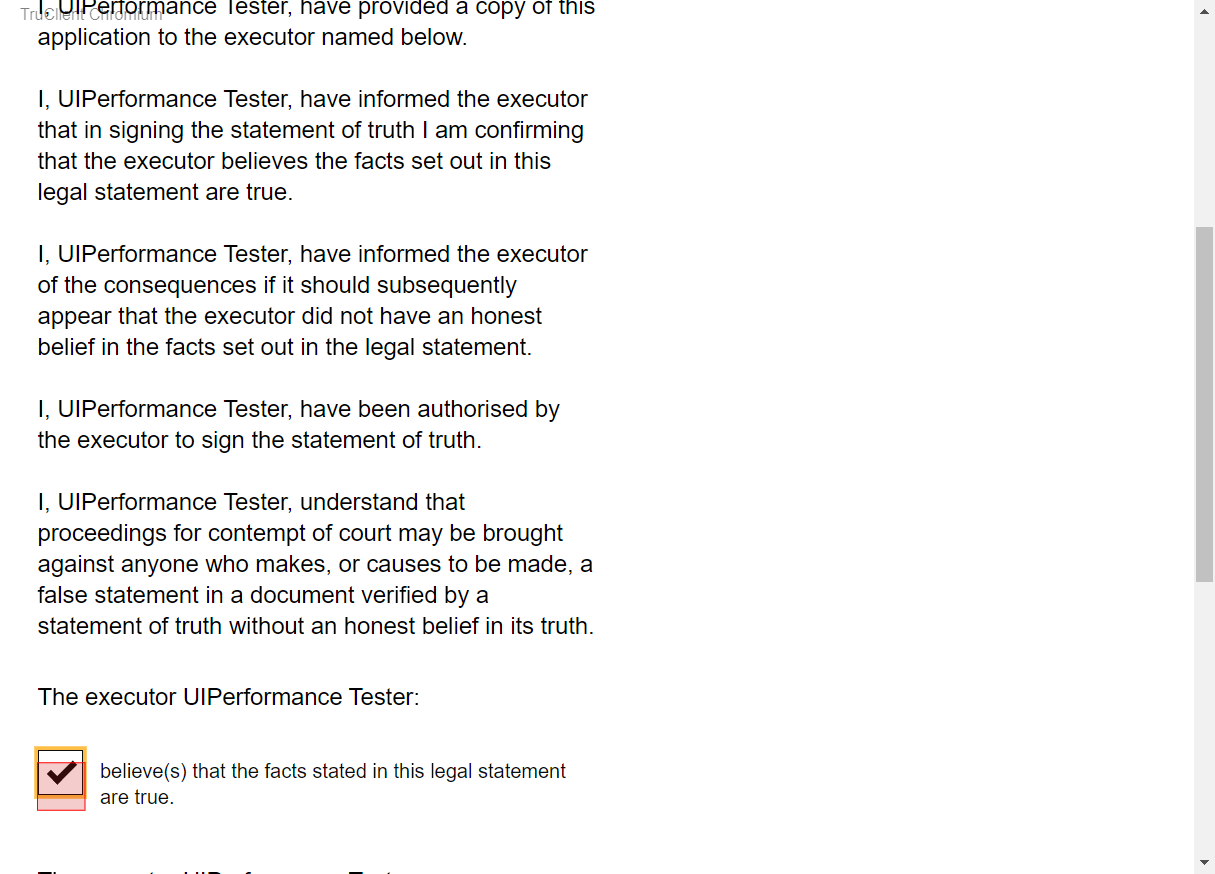 I, UIPerformance Tester, have provided a copy of this
TruClient Chromium
application to the executor named below.
I, UIPerformance Tester, have informed the executor
that in signing the statement of truth I am confirming
that the executor believes the facts set out in this
legal statement are true.
I, UIPerformance Tester, have informed the executor
of the consequences if it should subsequently
appear that the executor did not have an honest
belief in the facts set out in the legal statement.
I, UIPerformance Tester, have been authorised by
the executor to sign the statement of truth.
I, UIPerformance Tester, understand that
proceedings for contempt of court may be brought
against anyone who makes, or causes to be made, a
false statement in a document verified by a
statement of truth without an honest belief in its truth.
The executor UIPerformance Tester:
believe(s) that the facts stated in this legal statement
are true.